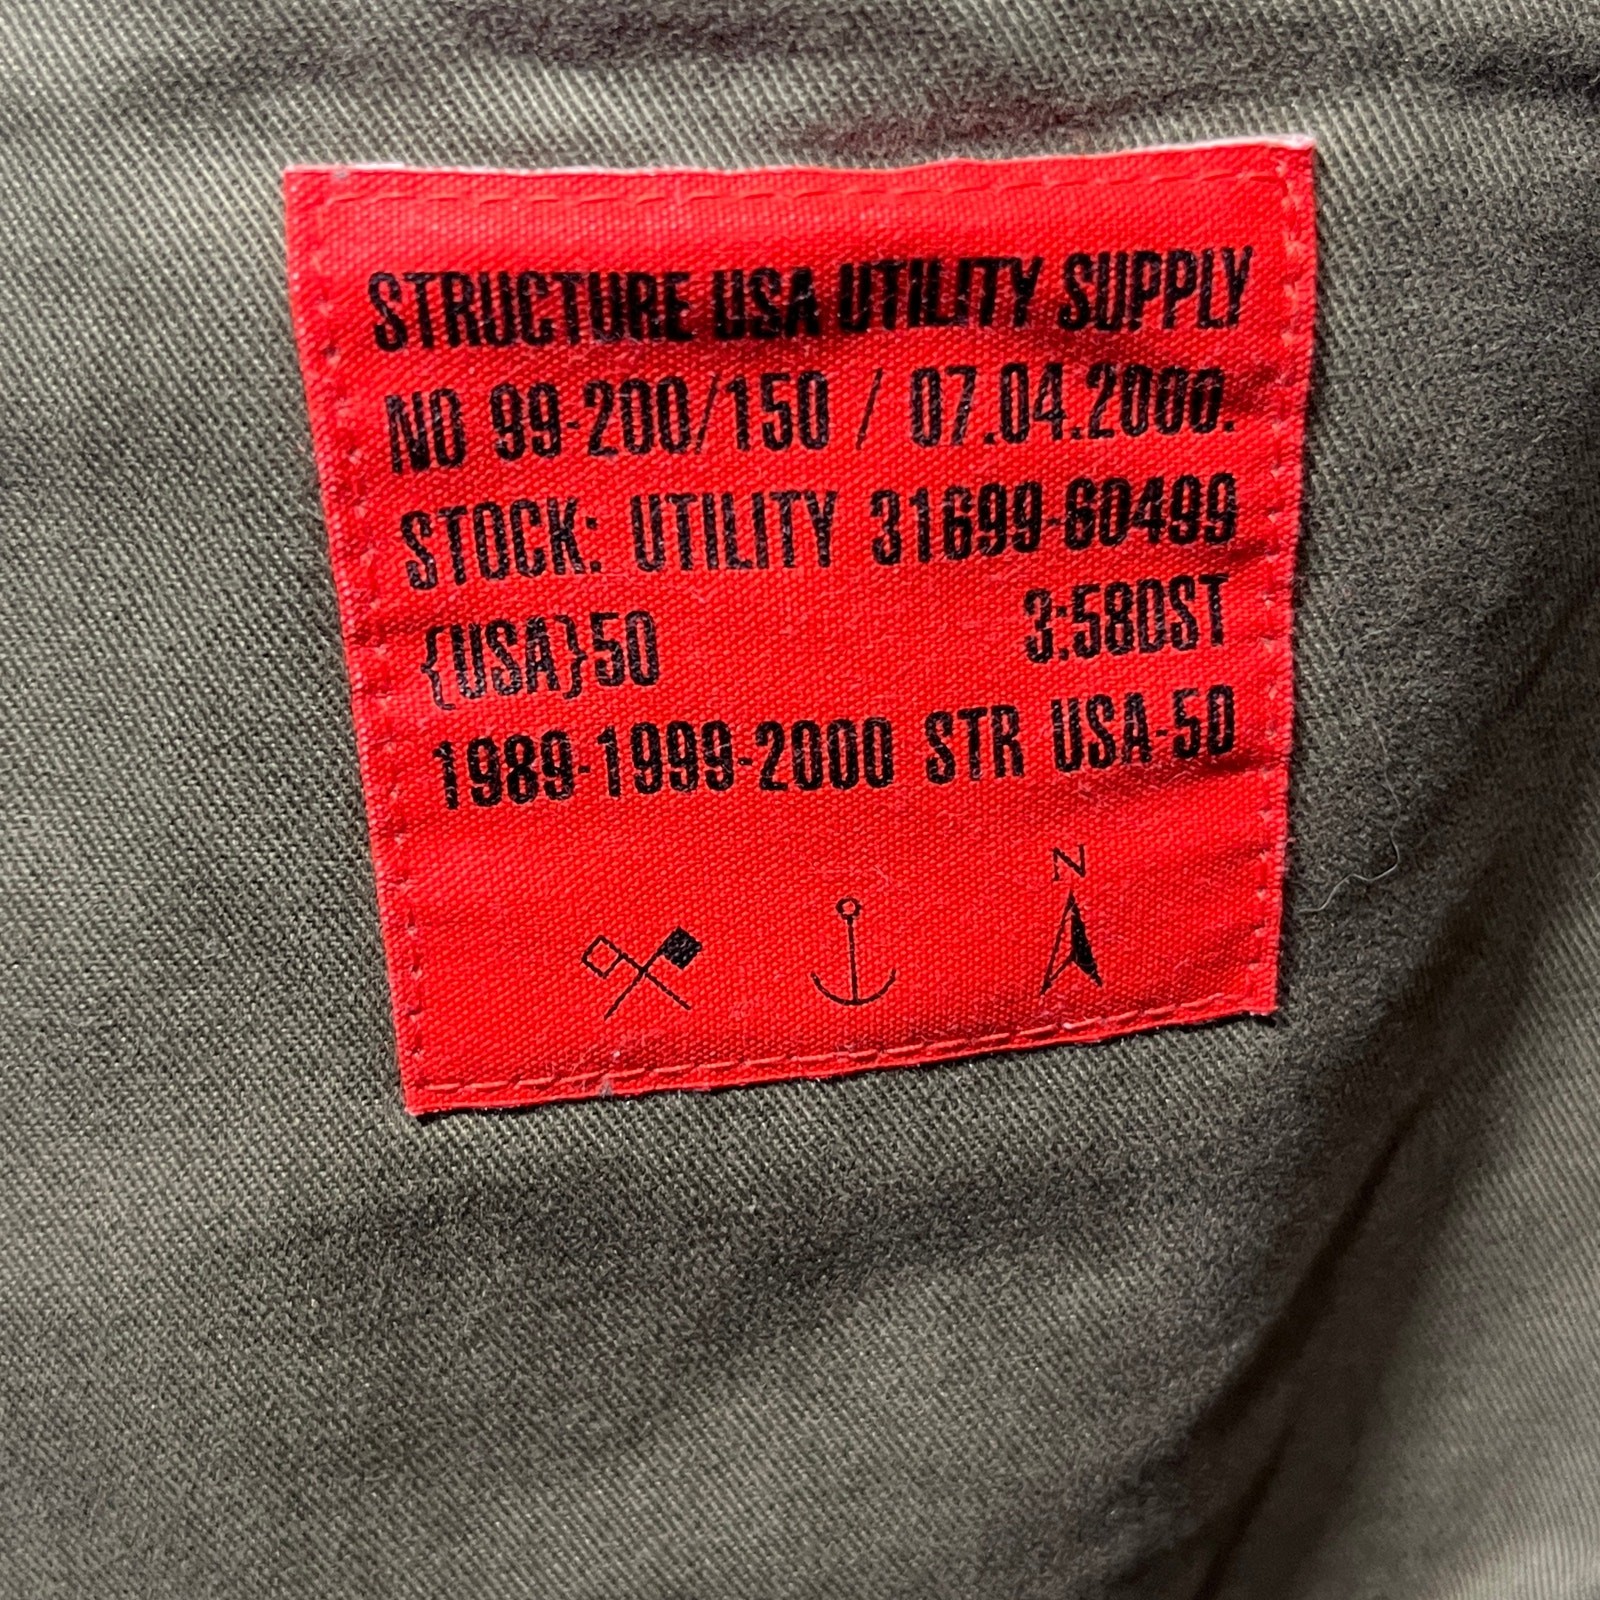 STRUCTURE USA UTILITY SUPPLY
NO 99-200/150 / 07.04.2000.
STOCK: UTILITY 31699-60499
{USA}50 3:58DST
1989-1999-2000 STR USA-50
N